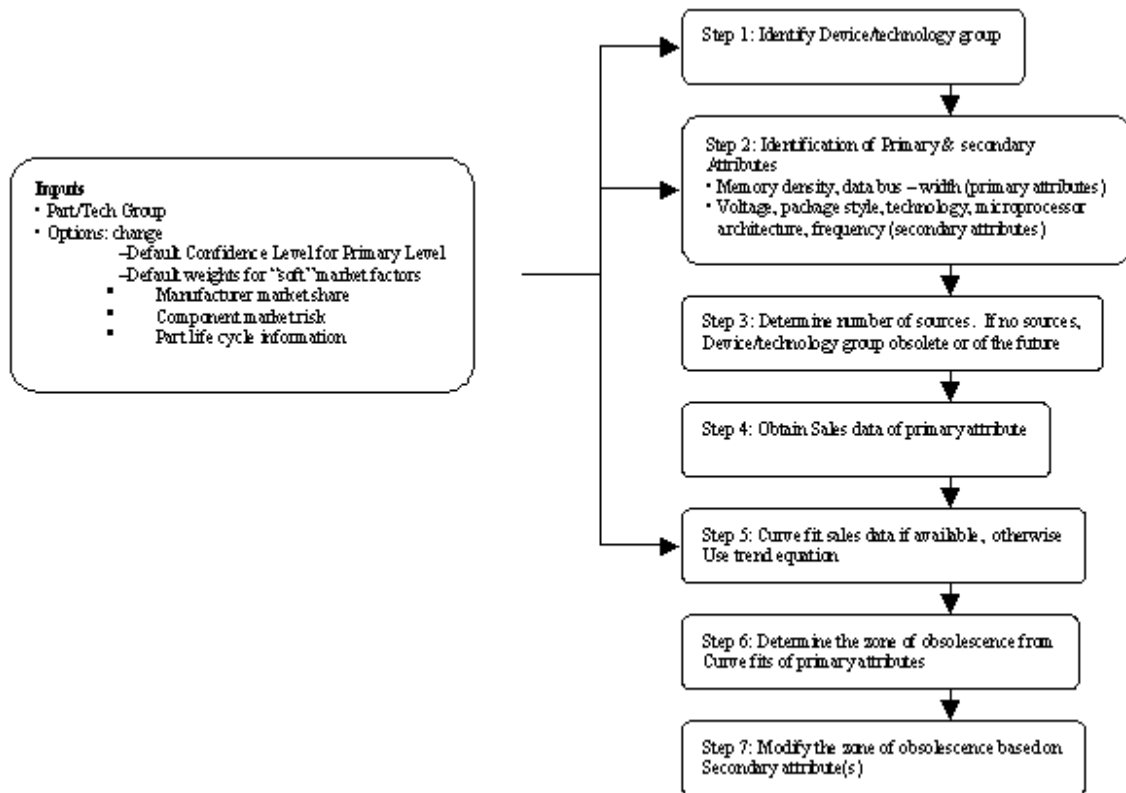 Inputs
• Part/Tech Group
• Options: change
–Default Confidence Level for Primary Level
–Default weights for “soft” market factors
▪ Manufacturer market share
▪ Component market risk
▪ Part life cycle information
Step 1: Identify Device/technology group
Step 2: Identification of Primary & secondary
Attributes
• Memory density, data bus – width (primary attributes)
• Voltage, package style, technology, microprocessor
architecture, frequency (secondary attributes)
Step 3: Determine number of sources. If no sources,
Device/technology group obsolete or of the future
Step 4: Obtain Sales data of primary attribute
Step 5: Curve fit sales data if available, otherwise
Use trend equation
Step 6: Determine the zone of obsolescence from
Curve fits of primary attributes
Step 7: Modify the zone of obsolescence based on
Secondary attribute(s)